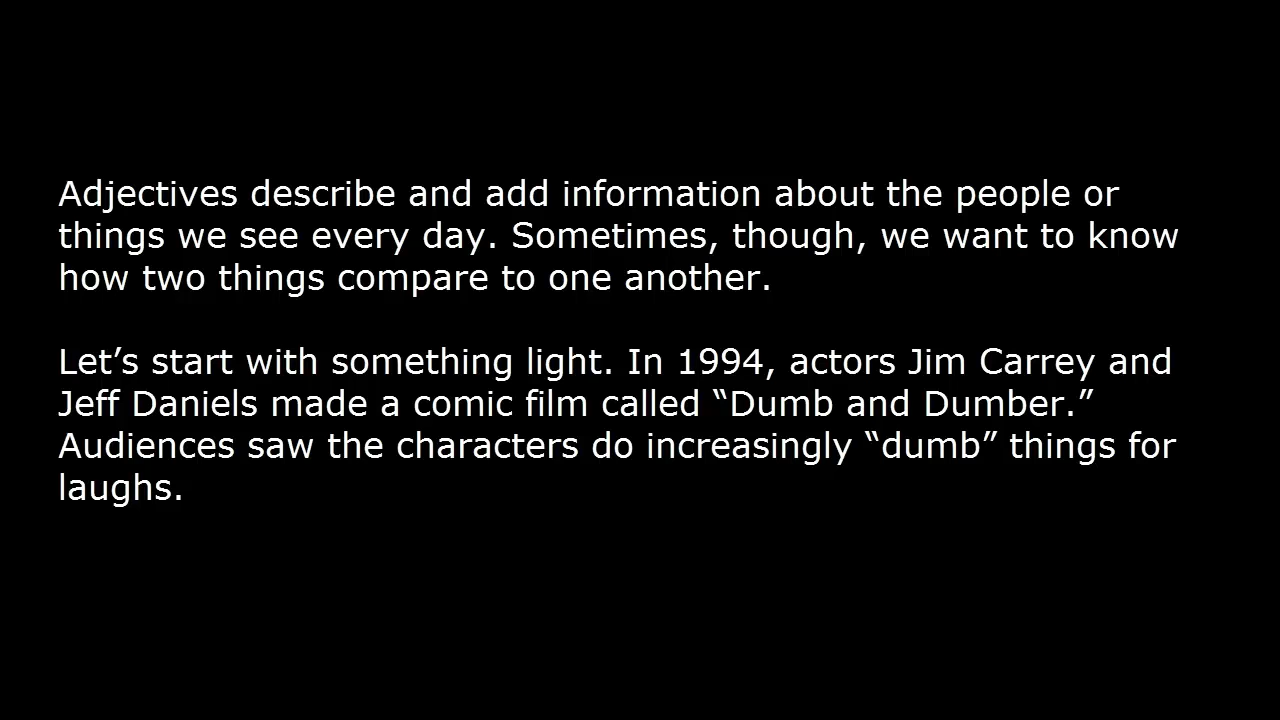 Adjectives describe and add information about the people or
things we see every day. Sometimes, though, we want to know
how two things compare to one another.
Let’s start with something light. In 1994, actors Jim Carrey and
Jeff Daniels made a comic film called “Dumb and Dumber.”
Audiences saw the characters do increasingly “dumb” things for
laughs.